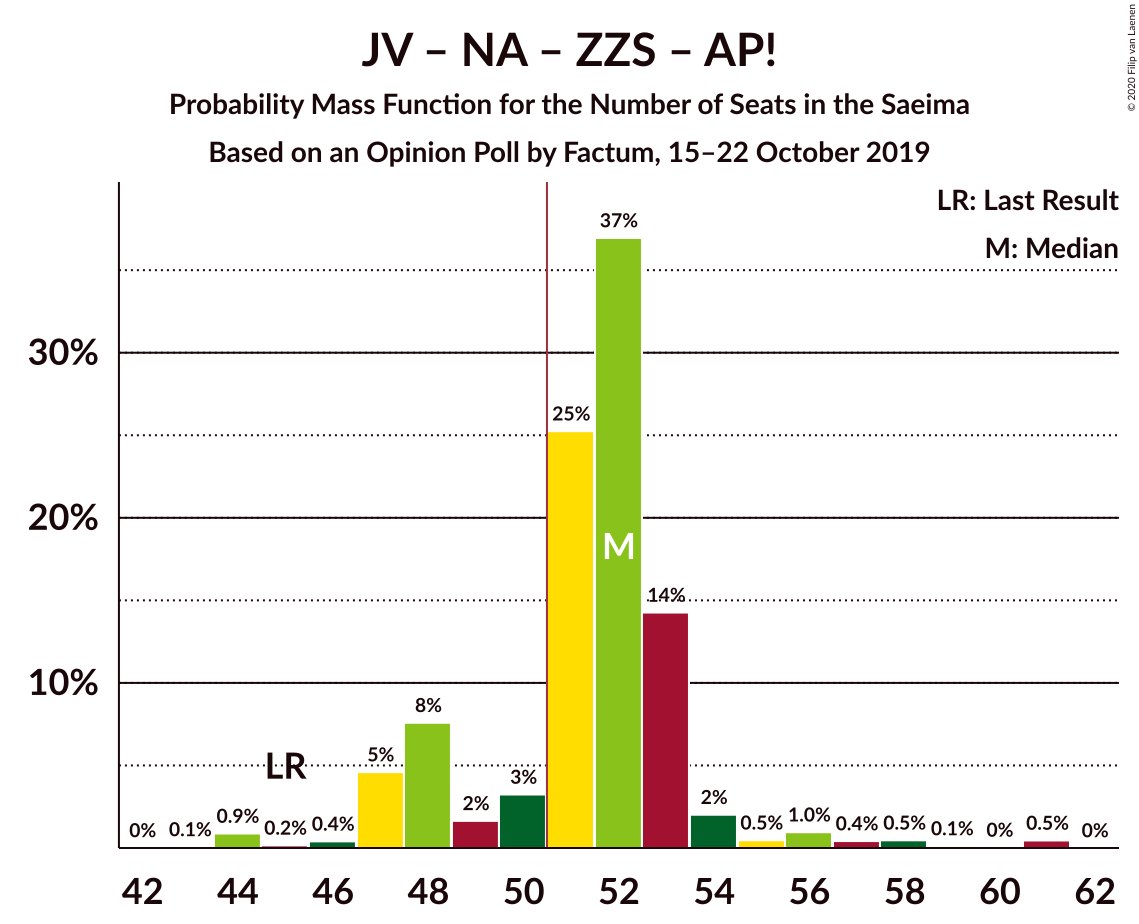 JV – NA – ZZS – AP!
Probability Mass Function for the Number of Seats in the Saeima
Based on an Opinion Poll by Factum, 15–22 October 2019
© 2020 Filip van Laenen
LR: Last Result
M: Median
30%
20%
10%
0%
0.1%
0.9%
0.2%
0.4%
5%
8%
2%
3%
25%
37%
14%
2%
0.5%
1.0%
0.4%
0.5%
0.1%
0%
0.5%
0%
LR
M
42 44 46 48 50 52 54 56 58 60 62